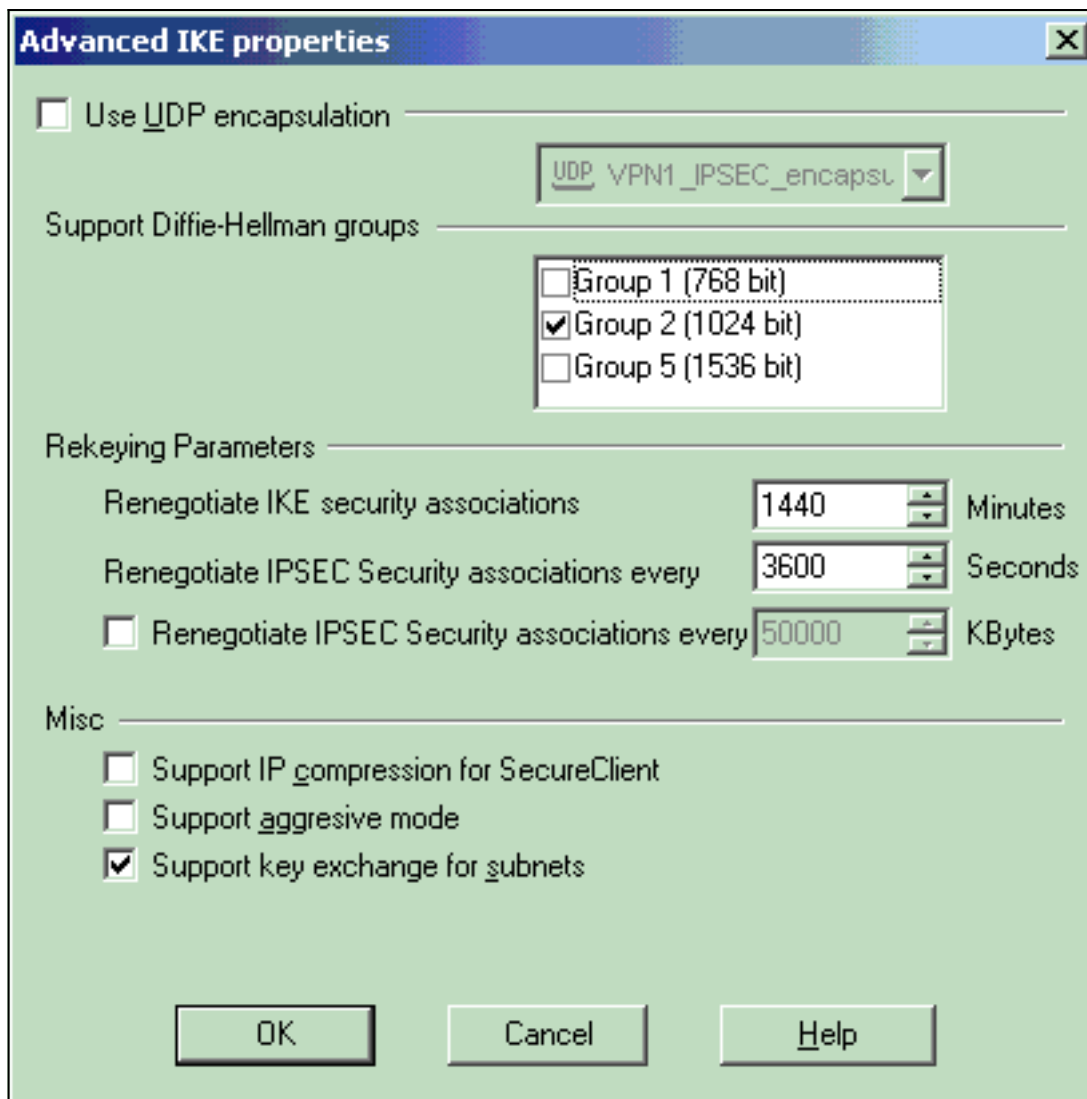 Advanced IKE properties
Use UDP encapsulation
UDP VPN1_IPSEC_encapsu
Support Diffie-Hellman groups
Group 1 (768 bit)
Group 2 (1024 bit)
Group 5 (1536 bit)
Rekeying Parameters
Renegotiate IKE security associations 1440 Minutes
Renegotiate IPSEC Security associations every 3600 Seconds
Renegotiate IPSEC Security associations every 50000 KBytes
Misc
Support IP compression for SecureClient
Support aggresive mode
Support key exchange for subnets
OK Cancel Help